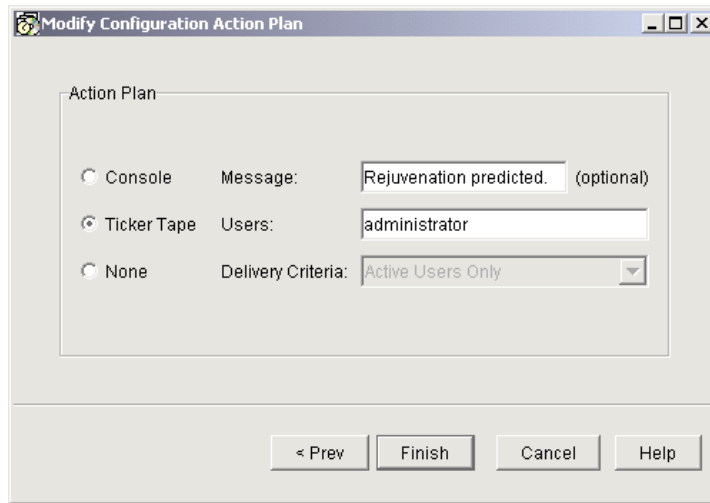 Modify Configuration Action Plan
Action Plan
Console Message: Rejuvenation predicted. (optional)
Ticker Tape Users: administrator
None Delivery Criteria: Active Users Only
< Prev Finish Cancel Help